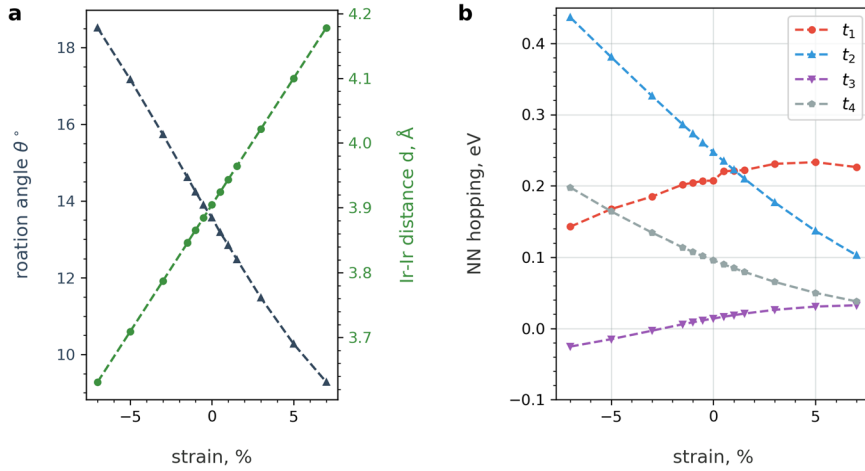 a
18
16
14
12
10
roation angle θ°
4.2
4.1
4.0
3.9
3.8
3.7
Ir-Ir distance d, Å
−5
0
5
strain, %
b
0.4
0.3
0.2
0.1
0.0
−0.1
NN hopping, eV
t1
t2
t3
t4
−5
0
5
strain, %